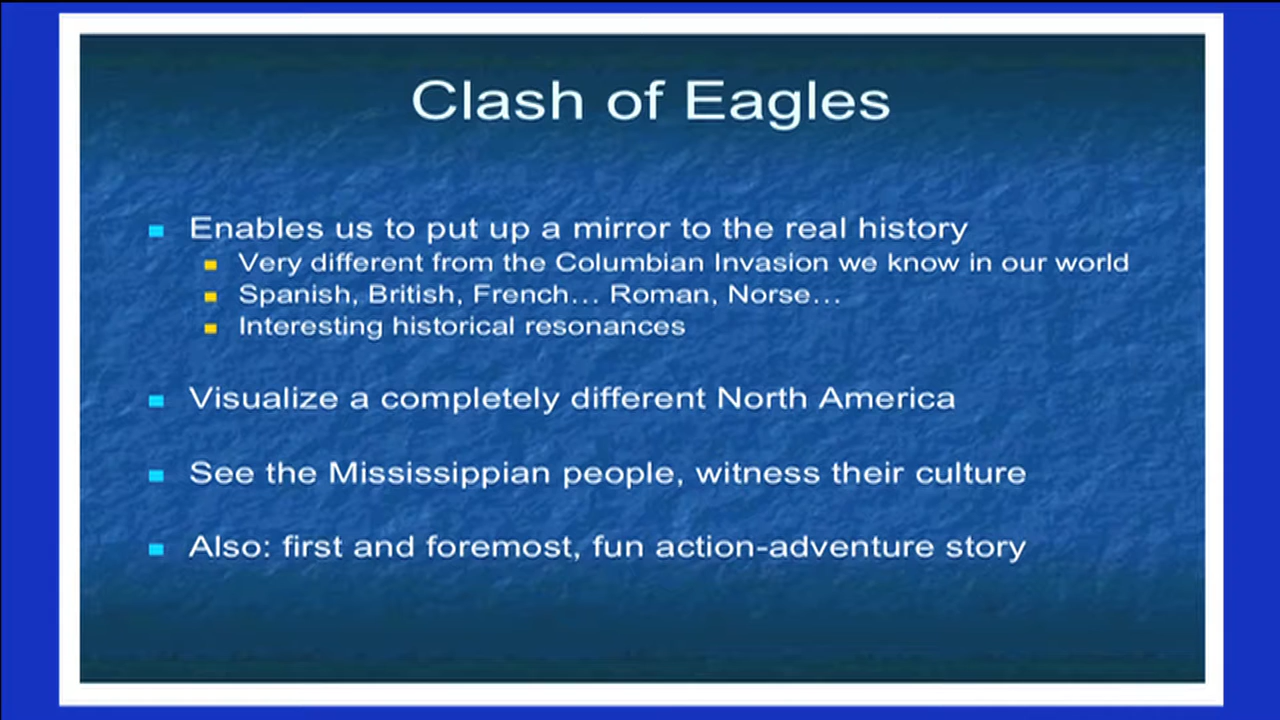 Clash of Eagles
Enables us to put up a mirror to the real history
Very different from the Columbian Invasion we know in our world
Spanish, British, French… Roman, Norse…
Interesting historical resonances
Visualize a completely different North America
See the Mississippian people, witness their culture
Also: first and foremost, fun action-adventure story